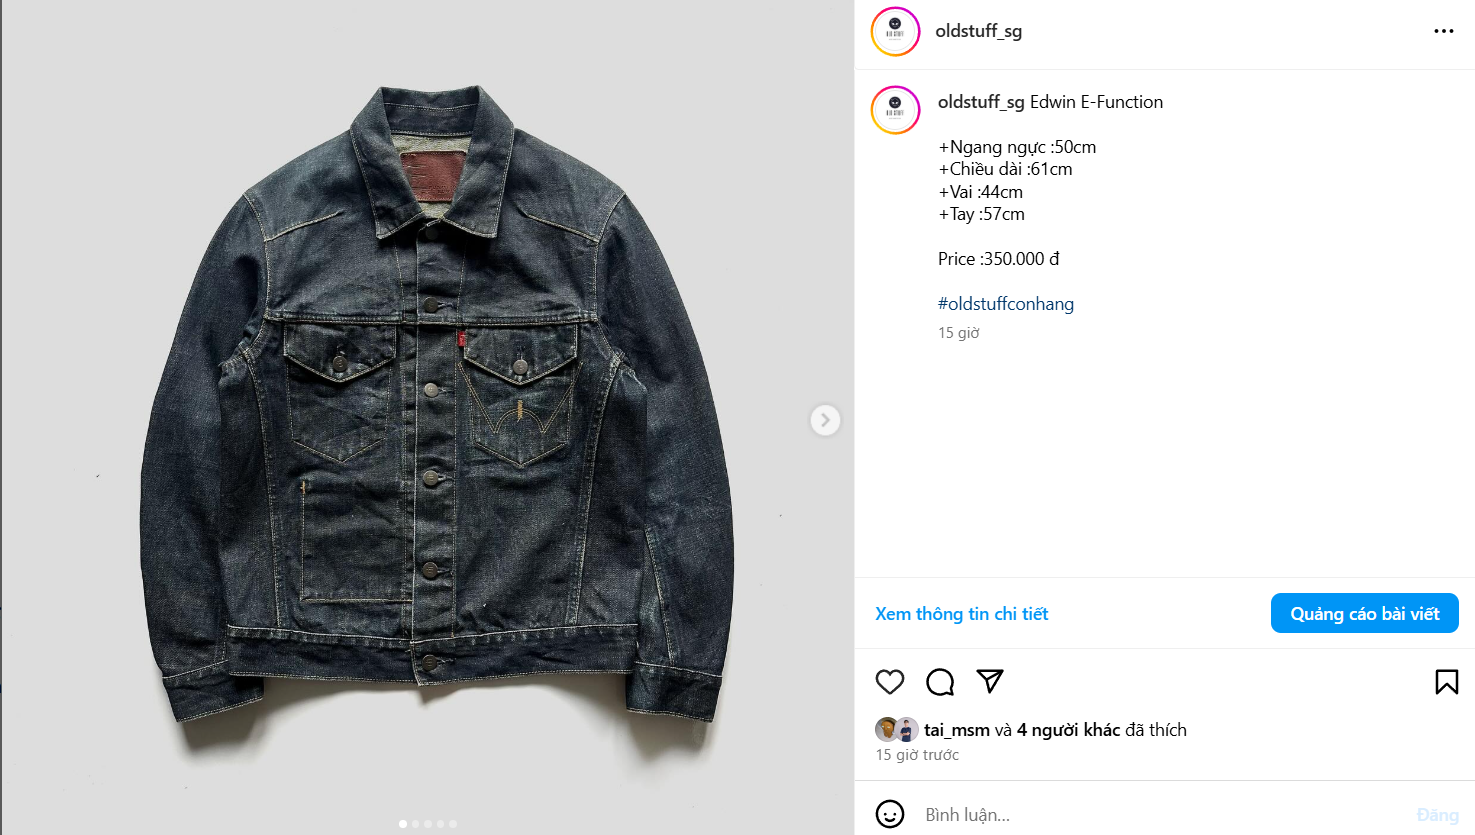 oldstuff_sg
oldstuff_sg Edwin E-Function
+Ngang ngực :50cm
+Chiều dài :61cm
+Vai :44cm
+Tay :57cm
Price :350.000 đ
#oldstuffconhang
15 giờ
Xem thông tin chi tiết
Quảng cáo bài viết
tai_msm và 4 người khác đã thích
15 giờ trước
Bình luận...
Đăng